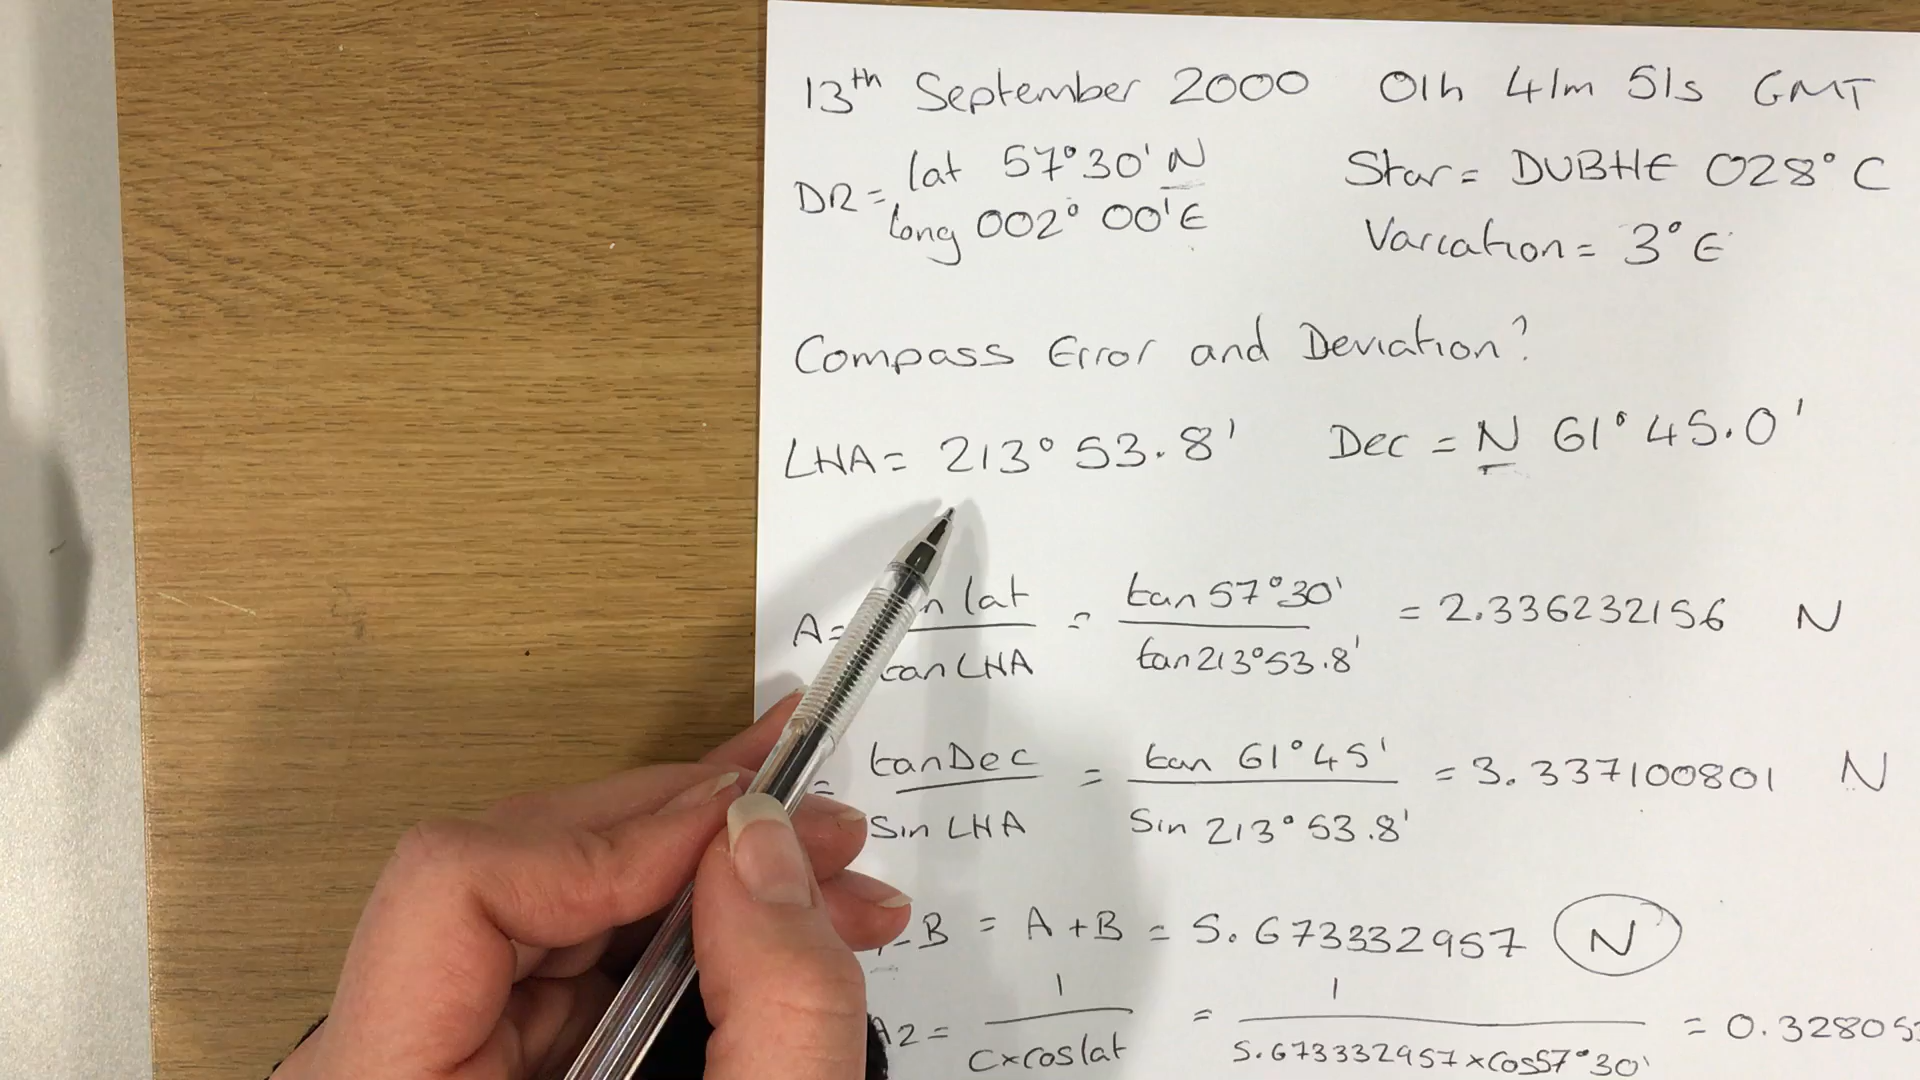 13th September 2000 01h 41m 51s GMT
DR = lat 57° 30' N Star = DUBHE 028° C
long 002° 00' E Variation = 3° E
Compass Error and Deviation?
LHA = 213° 53.8' Dec = N 61° 45.0'
A = n lat = tan 57° 30' = 2.336232156 N
tan LHA tan 213° 53.8'
= tan Dec = tan 61° 45' = 3.337100801 N
Sin LHA Sin 213° 53.8'
-B = A + B = 5.673332957 N
1 1
AZ = = = 0.32805
C x cos lat 5.673332957 x Cos 57° 30'